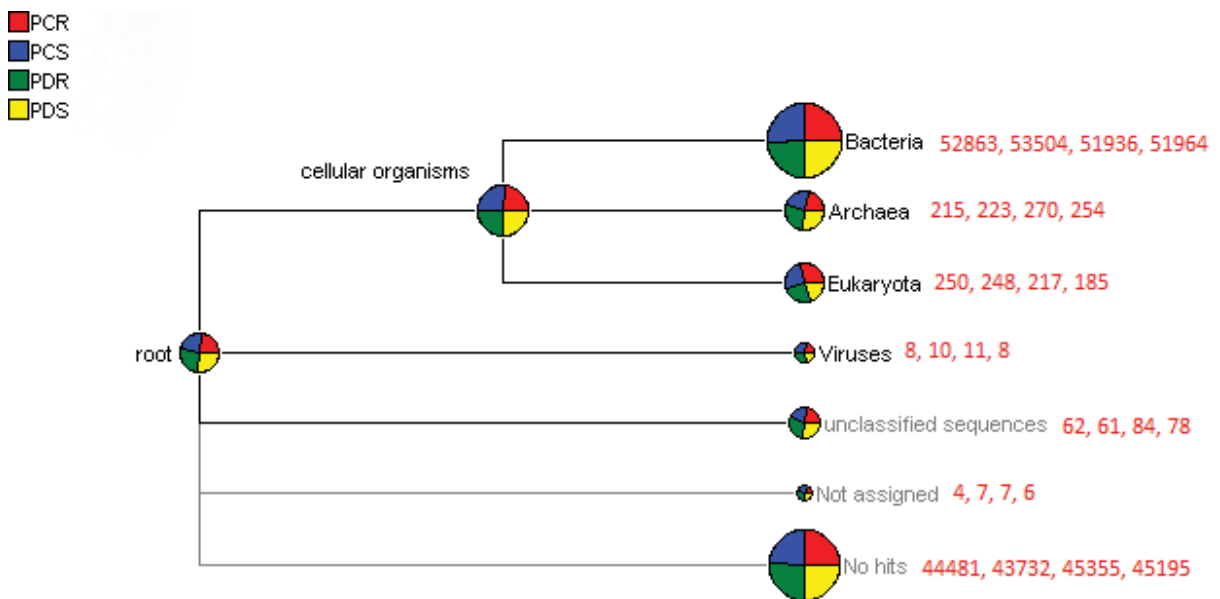 PCR
PCS
PDR
PDS
Bacteria 52863, 53504, 51936, 51964
cellular organisms
Archaea 215, 223, 270, 254
Eukaryota 250, 248, 217, 185
root
Viruses 8, 10, 11, 8
unclassified sequences 62, 61, 84, 78
Not assigned 4, 7, 7, 6
No hits 44481, 43732, 45355, 45195